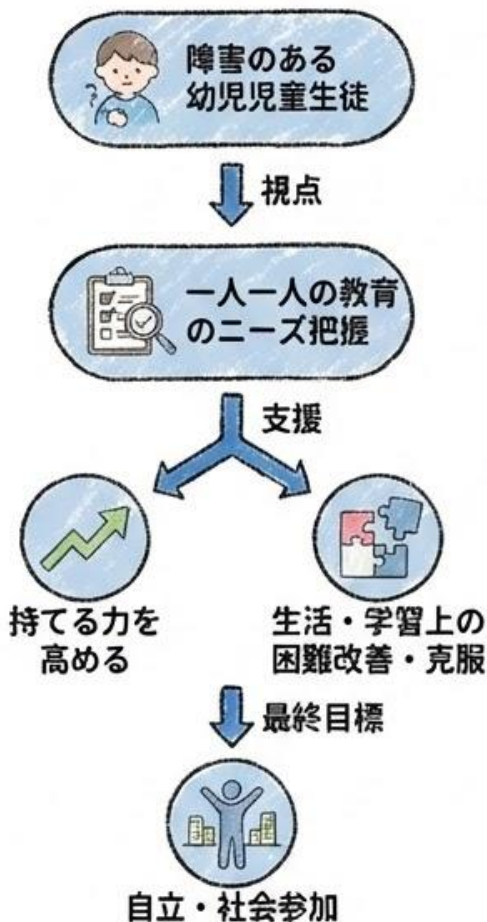 障害のある
幼児児童生徒
視点
一人一人の教育
のニーズ把握
支援
持てる力を
高める
生活・学習上の
困難改善・克服
最終目標
自立・社会参加